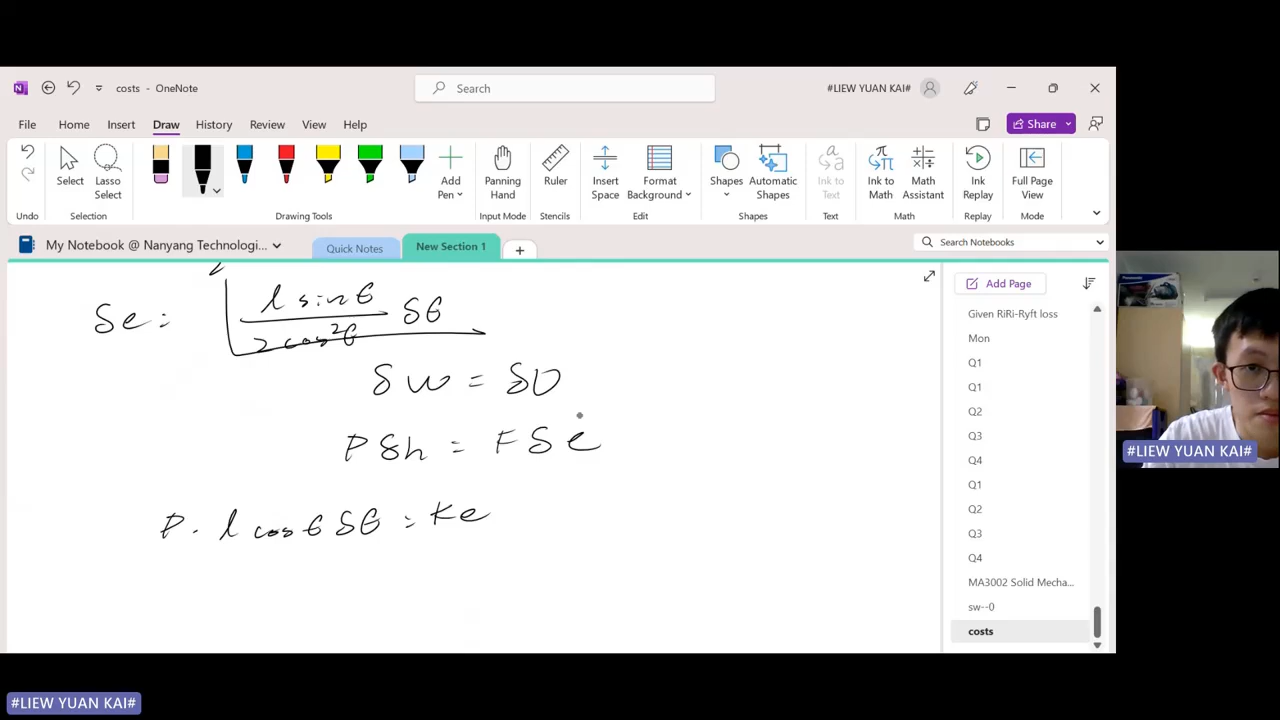 costs - OneNote
Search
#LIEW YUAN KAI#
File Home Insert Draw History Review View Help
Share
Undo
Select
Lasso Select
Selection
Add Pen
Drawing Tools
Panning Hand
Input Mode
Ruler
Stencils
Insert Space
Format Background
Edit
Shapes
Automatic Shapes
Shapes
Ink to Text
Text
Ink to Math
Math Assistant
Math
Ink Replay
Replay
Full Page View
Mode
My Notebook @ Nanyang Technologi...
Quick Notes
New Section 1
Search Notebooks
Add Page
Given RiRi-Ryft loss
Mon
Q1
Q1
Q2
Q3
Q4
Q1
Q2
Q3
Q4
MA3002 Solid Mecha...
sw--0
costs
δe = l sin θ / 2 cos²θ δθ
δw = δU
P δh = F δe
P. l cos θ δθ = ke
#LIEW YUAN KAI#
#LIEW YUAN KAI#